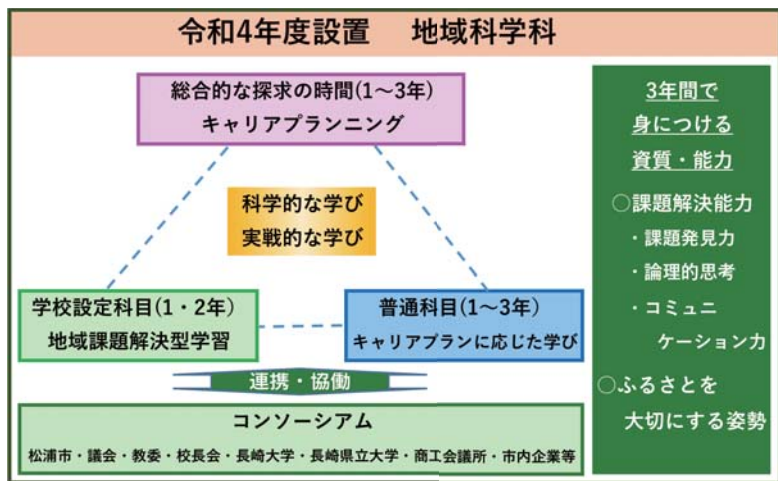 令和4年度設置　地域科学科
総合的な探求の時間(1～3年)
キャリアプランニング
科学的な学び
実戦的な学び
学校設定科目(1・2年)
地域課題解決型学習
普通科目(1～3年)
キャリアプランに応じた学び
連携・協働
コンソーシアム
松浦市・議会・教委・校長会・長崎大学・長崎県立大学・商工会議所・市内企業等
3年間で
身につける
資質・能力
○課題解決能力
・課題発見力
・論理的思考
・コミュニ
ケーション力
○ふるさとを
大切にする姿勢